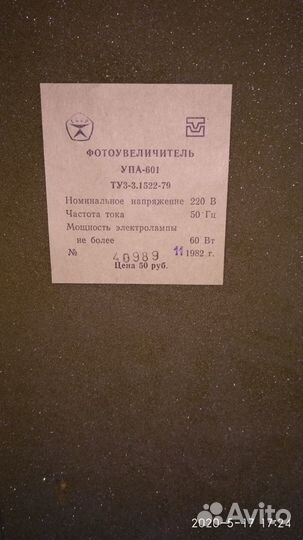 ФОТОУВЕЛИЧИТЕЛЬ
УПА-601
ТУЗ-3.1522-79
Номинальное напряжение 220 В
Частота тока 50 Гц
Мощность электролампы
не более 60 Вт
№ 40989 11 1982 г.
Цена 50 руб.
2020-5-17 17:24
Avito